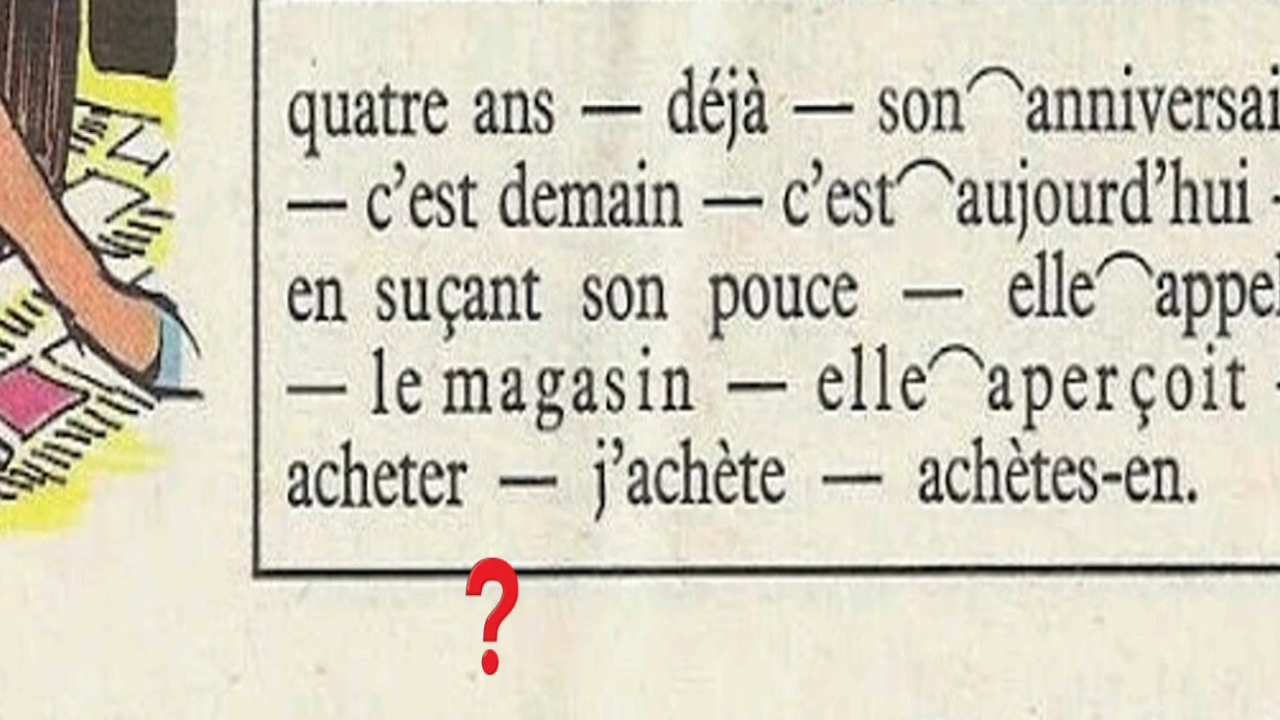 quatre ans — déjà — son‿anniversai
— c'est demain — c'est‿aujourd'hui -
en suçant son pouce — elle‿appel
— le magasin — elle‿aperçoit -
acheter — j'achète — achètes-en.
?